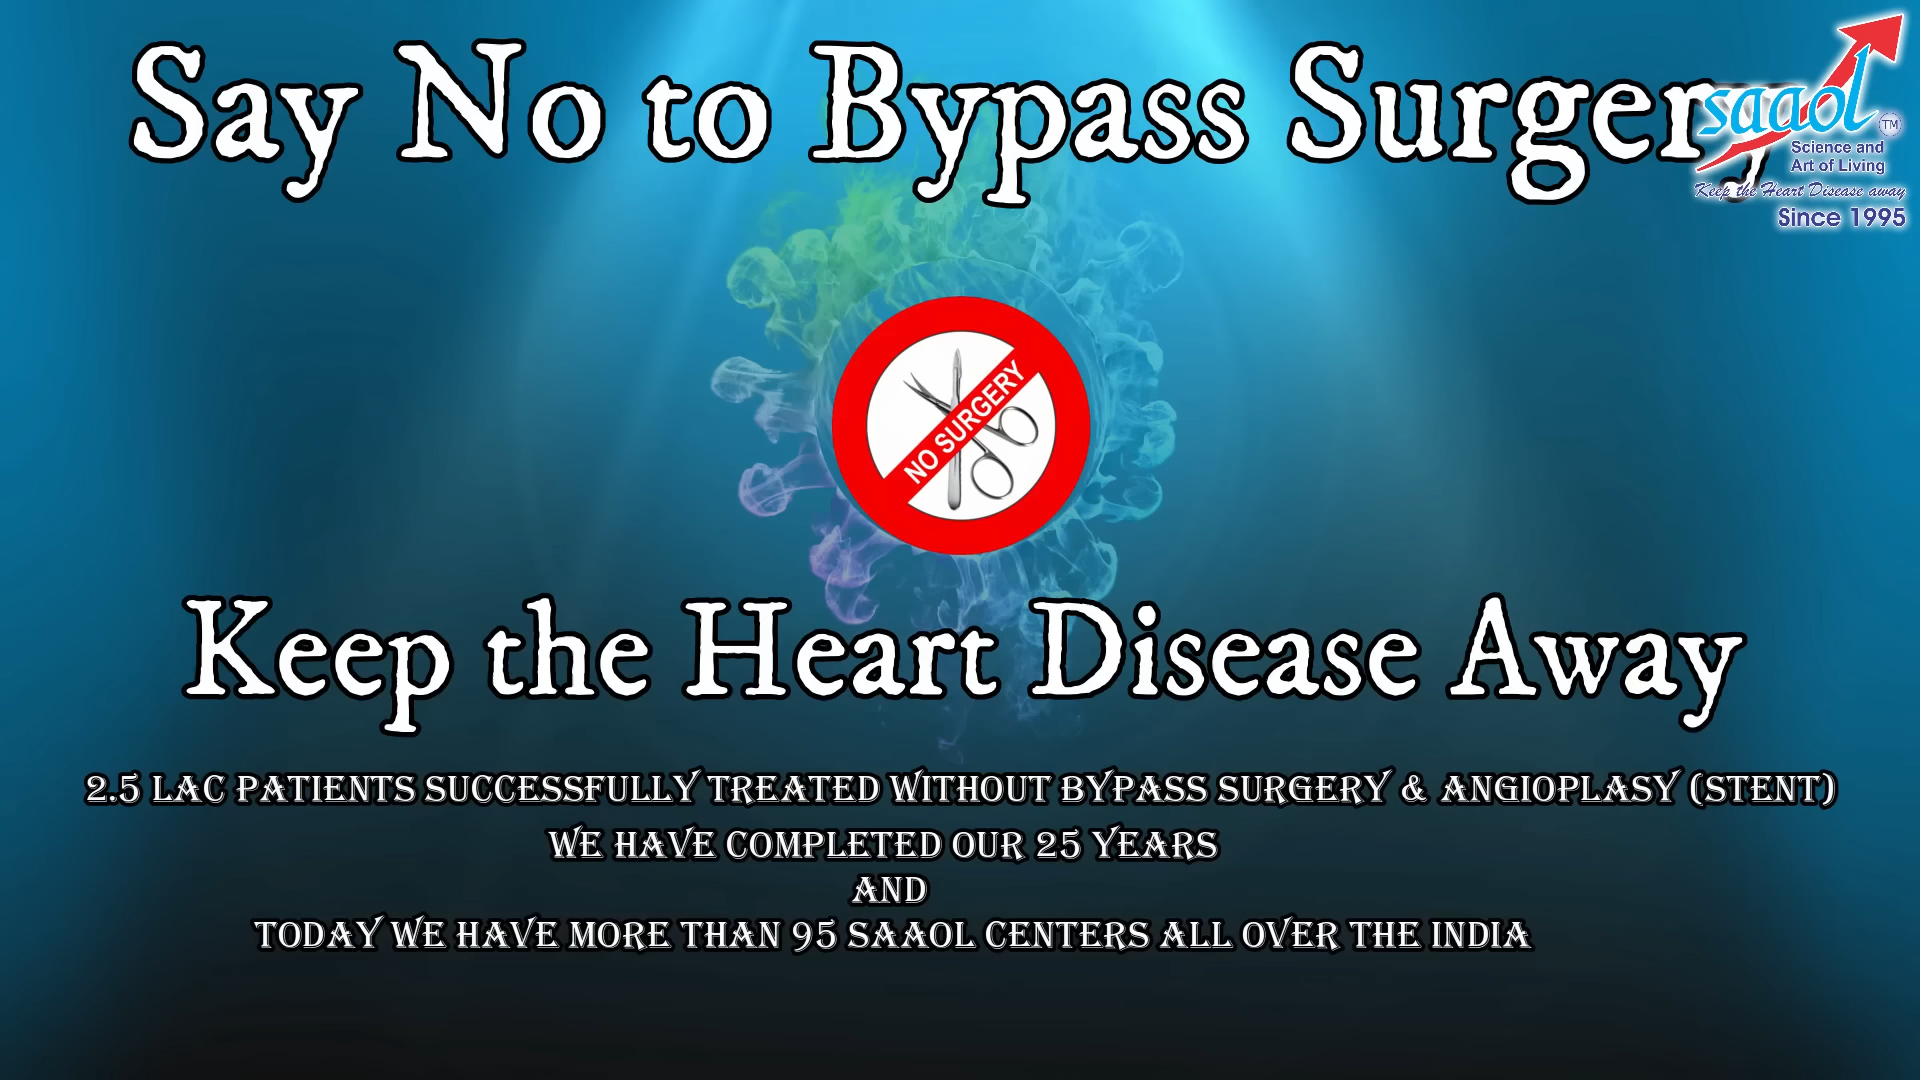 Say No to Bypass Surgery
saaol TM
Science and
Art of Living
Keep the Heart Disease away
Since 1995
NO SURGERY
Keep the Heart Disease Away
2.5 LAC PATIENTS SUCCESSFULLY TREATED WITHOUT BYPASS SURGERY & ANGIOPLASY (STENT)
WE HAVE COMPLETED OUR 25 YEARS
AND
TODAY WE HAVE MORE THAN 95 SAAOL CENTERS ALL OVER THE INDIA